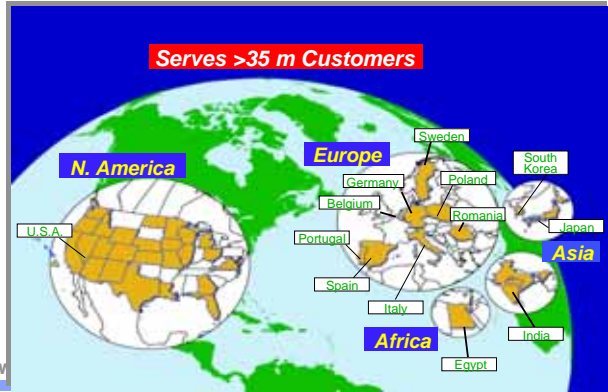 Serves >35 m Customers
N. America
U.S.A.
Europe
Sweden
Germany
Poland
Belgium
Romania
Portugal
Spain
Italy
South
Korea
Japan
Asia
India
Africa
Egypt